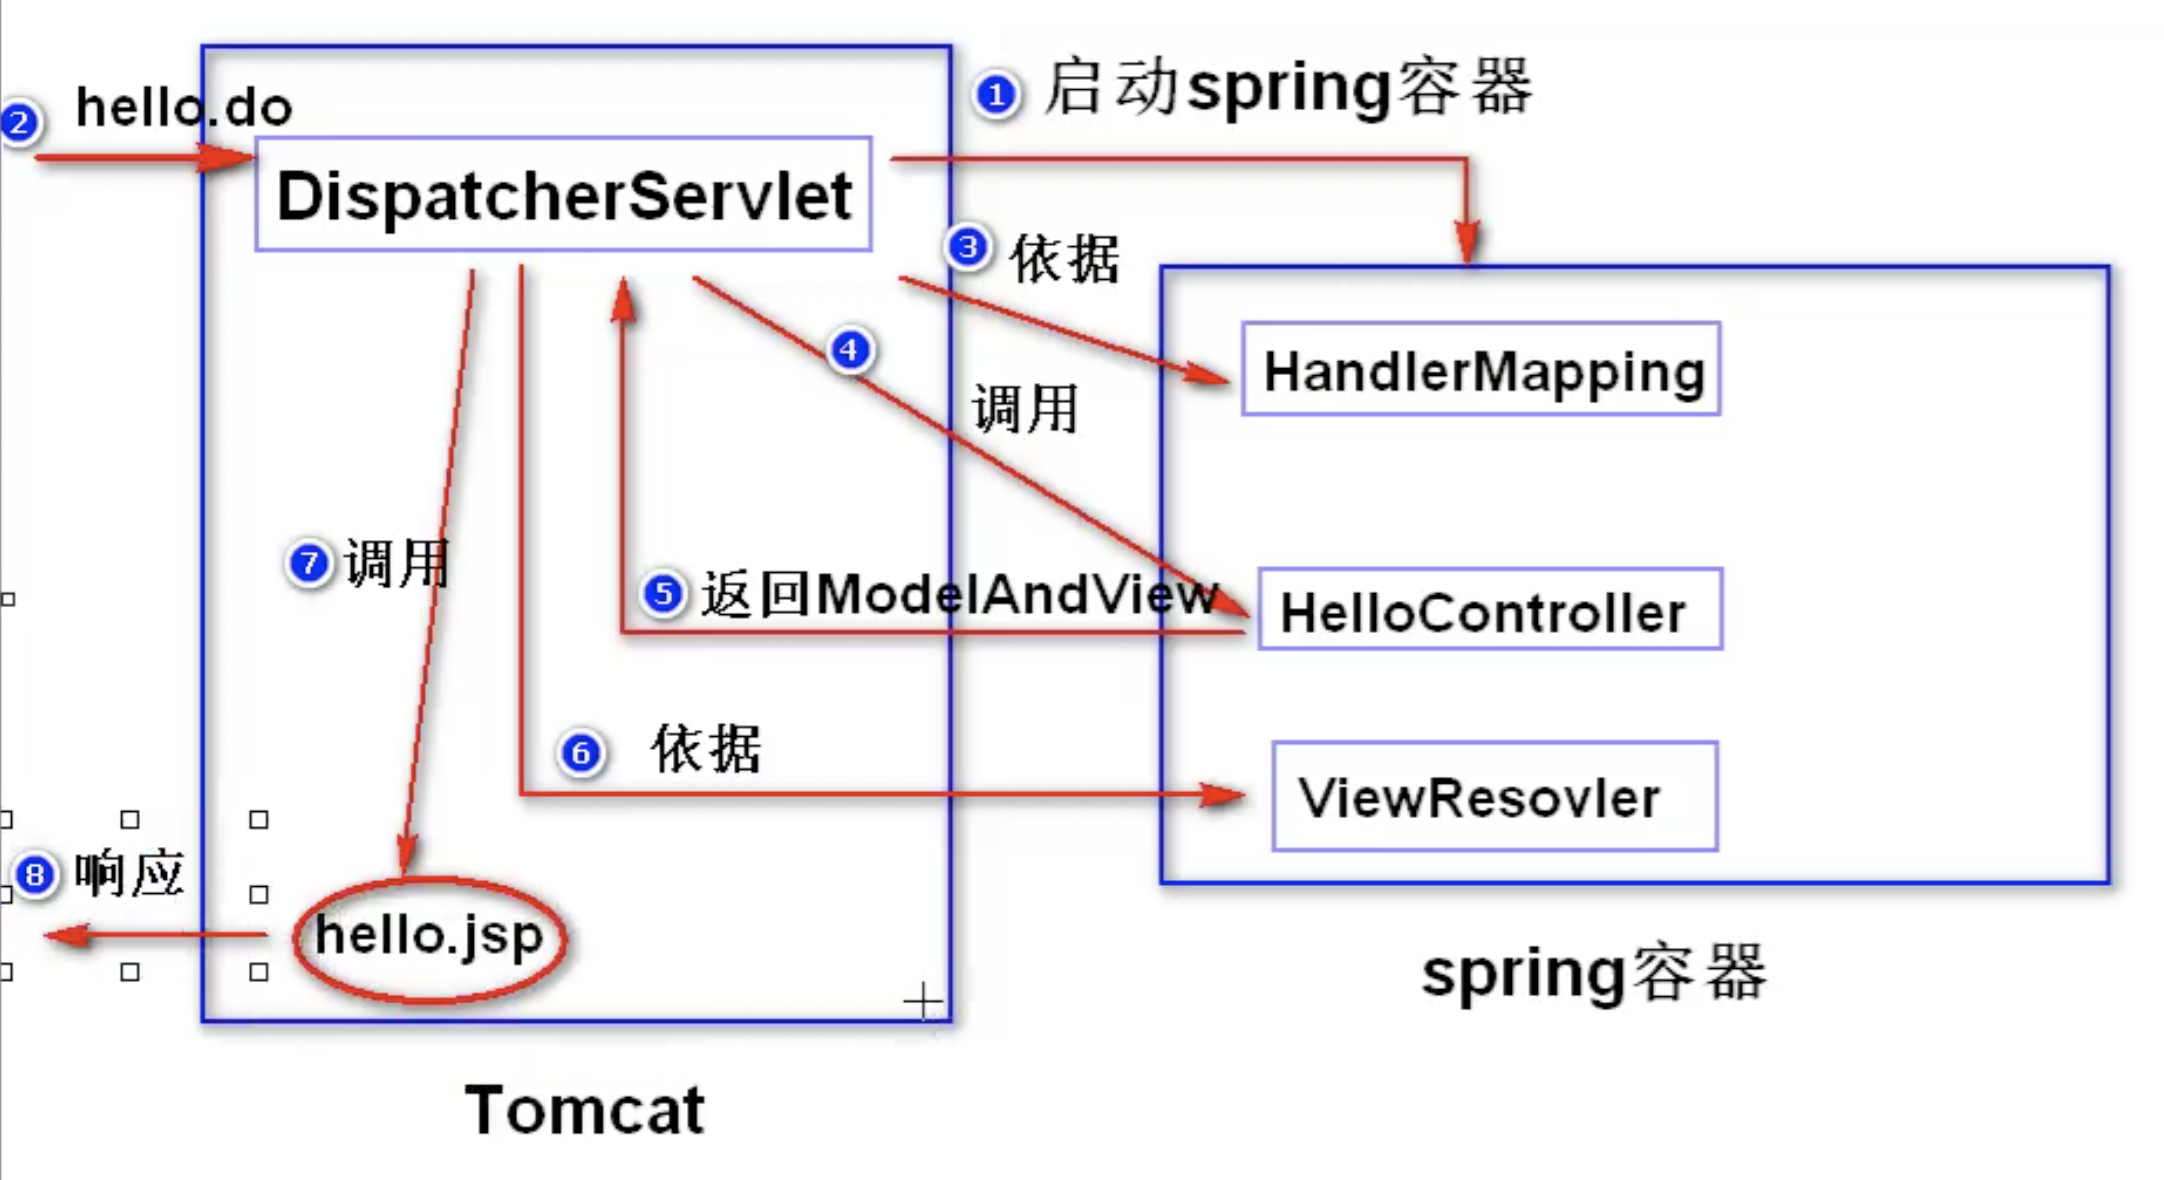 ① 启动spring容器
② hello.do
DispatcherServlet
③ 依据
④
调用
HandlerMapping
⑦ 调用
⑤ 返回ModelAndView
HelloController
⑥ 依据
ViewResovler
⑧ 响应
hello.jsp
spring容器
Tomcat